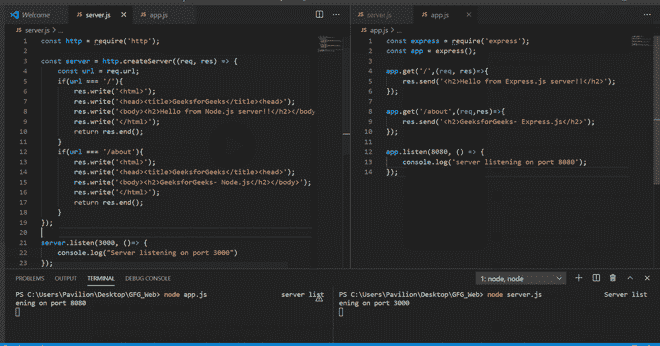 Welcome
JS server.js
JS app.js
JS server.js > ...
1 const http = require('http');
2
3 const server = http.createServer((req, res) => {
4 const url = req.url;
5 if(url === '/'){
6 res.write('<html>');
7 res.write('<head><title>GeeksforGeeks</title><head>');
8 res.write('<body><h2>Hello from Node.js server!!</h2></body
9 res.write('</html>');
10 return res.end();
11 }
12 if(url === '/about'){
13 res.write('<html>');
14 res.write('<head><title>GeeksforGeeks</title><head>');
15 res.write('<body><h2>GeeksforGeeks- Node.js</h2></body>');
16 res.write('</html>');
17 return res.end();
18 }
19 });
20
21 server.listen(3000, ()=> {
22 console.log("Server listening on port 3000")
23 });
JS server.js
JS app.js
JS app.js > ...
1 const express = require('express');
2 const app = express();
3
4 app.get('/',(req, res)=>{
5 res.send('<h2>Hello from Express.js server!!</h2>');
6 });
7
8 app.get('/about',(req,res)=>{
9 res.send('<h2>GeeksforGeeks- Express.js</h2>');
10 });
11
12 app.listen(8080, () => {
13 console.log('server listening on port 8080');
14 });
PROBLEMS OUTPUT TERMINAL DEBUG CONSOLE
1: node, node
PS C:\Users\Pavilion\Desktop\GFG_Web> node app.js server list
ening on port 8080
PS C:\Users\Pavilion\Desktop\GFG_Web> node server.js Server list
ening on port 3000